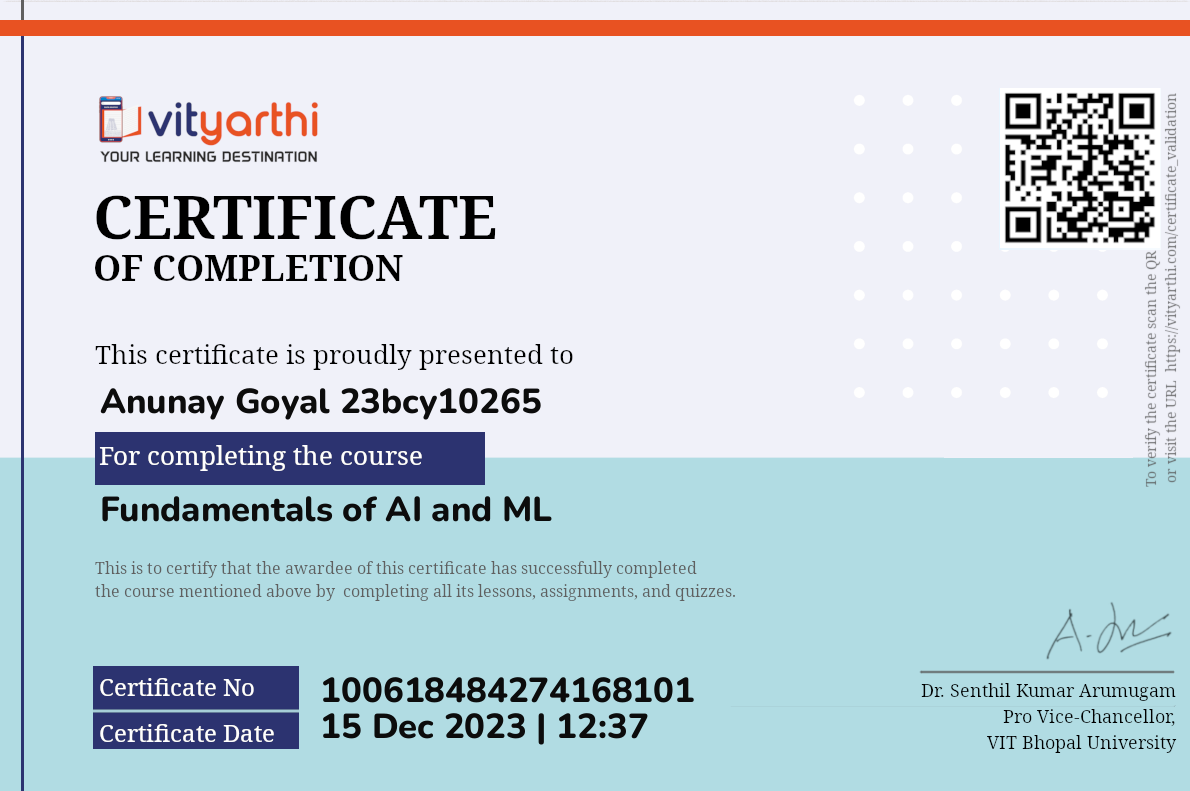 vityarthi
YOUR LEARNING DESTINATION
CERTIFICATE
OF COMPLETION
This certificate is proudly presented to
Anunay Goyal 23bcy10265
For completing the course
Fundamentals of AI and ML
This is to certify that the awardee of this certificate has successfully completed
the course mentioned above by completing all its lessons, assignments, and quizzes.
Certificate No
100618484274168101
Certificate Date
15 Dec 2023 | 12:37
Dr. Senthil Kumar Arumugam
Pro Vice-Chancellor,
VIT Bhopal University
To verify the certificate scan the QR
or visit the URL https://vityarthi.com/certificate_validation